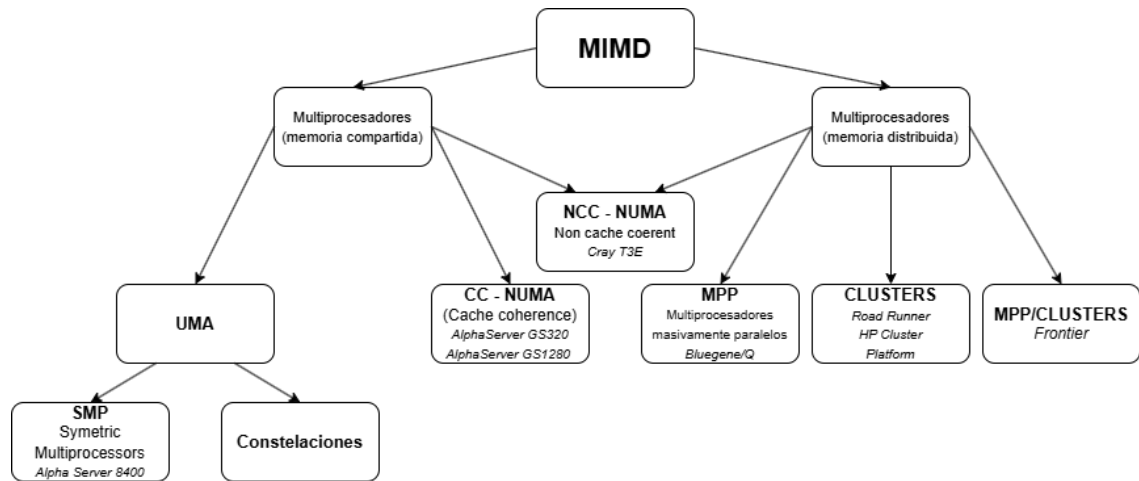 MIMD
Multiprocesadores
(memoria compartida)
Multiprocesadores
(memoria distribuida)
NCC - NUMA
Non cache coerent
Cray T3E
UMA
CC - NUMA
(Cache coherence)
AlphaServer GS320
AlphaServer GS1280
MPP
Multiprocesadores
masivamente paralelos
Bluegene/Q
CLUSTERS
Road Runner
HP Cluster
Platform
MPP/CLUSTERS
Frontier
SMP
Symetric
Multiprocessors
Alpha Server 8400
Constelaciones